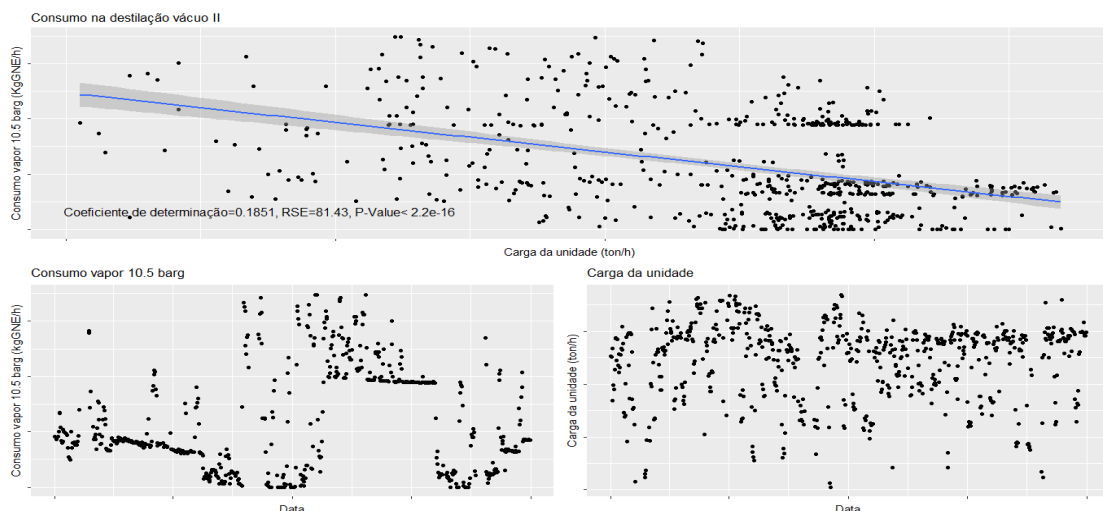 Consumo na destilação vácuo II
Consumo vapor 10.5 barg (KgGNE/h)
Coeficiente de determinação=0.1851, RSE=81.43, P-Value< 2.2e-16
Carga da unidade (ton/h)
Consumo vapor 10.5 barg
Consumo vapor 10.5 barg (kgGNE/h)
Data
Carga da unidade
Carga da unidade (ton/h)
Data